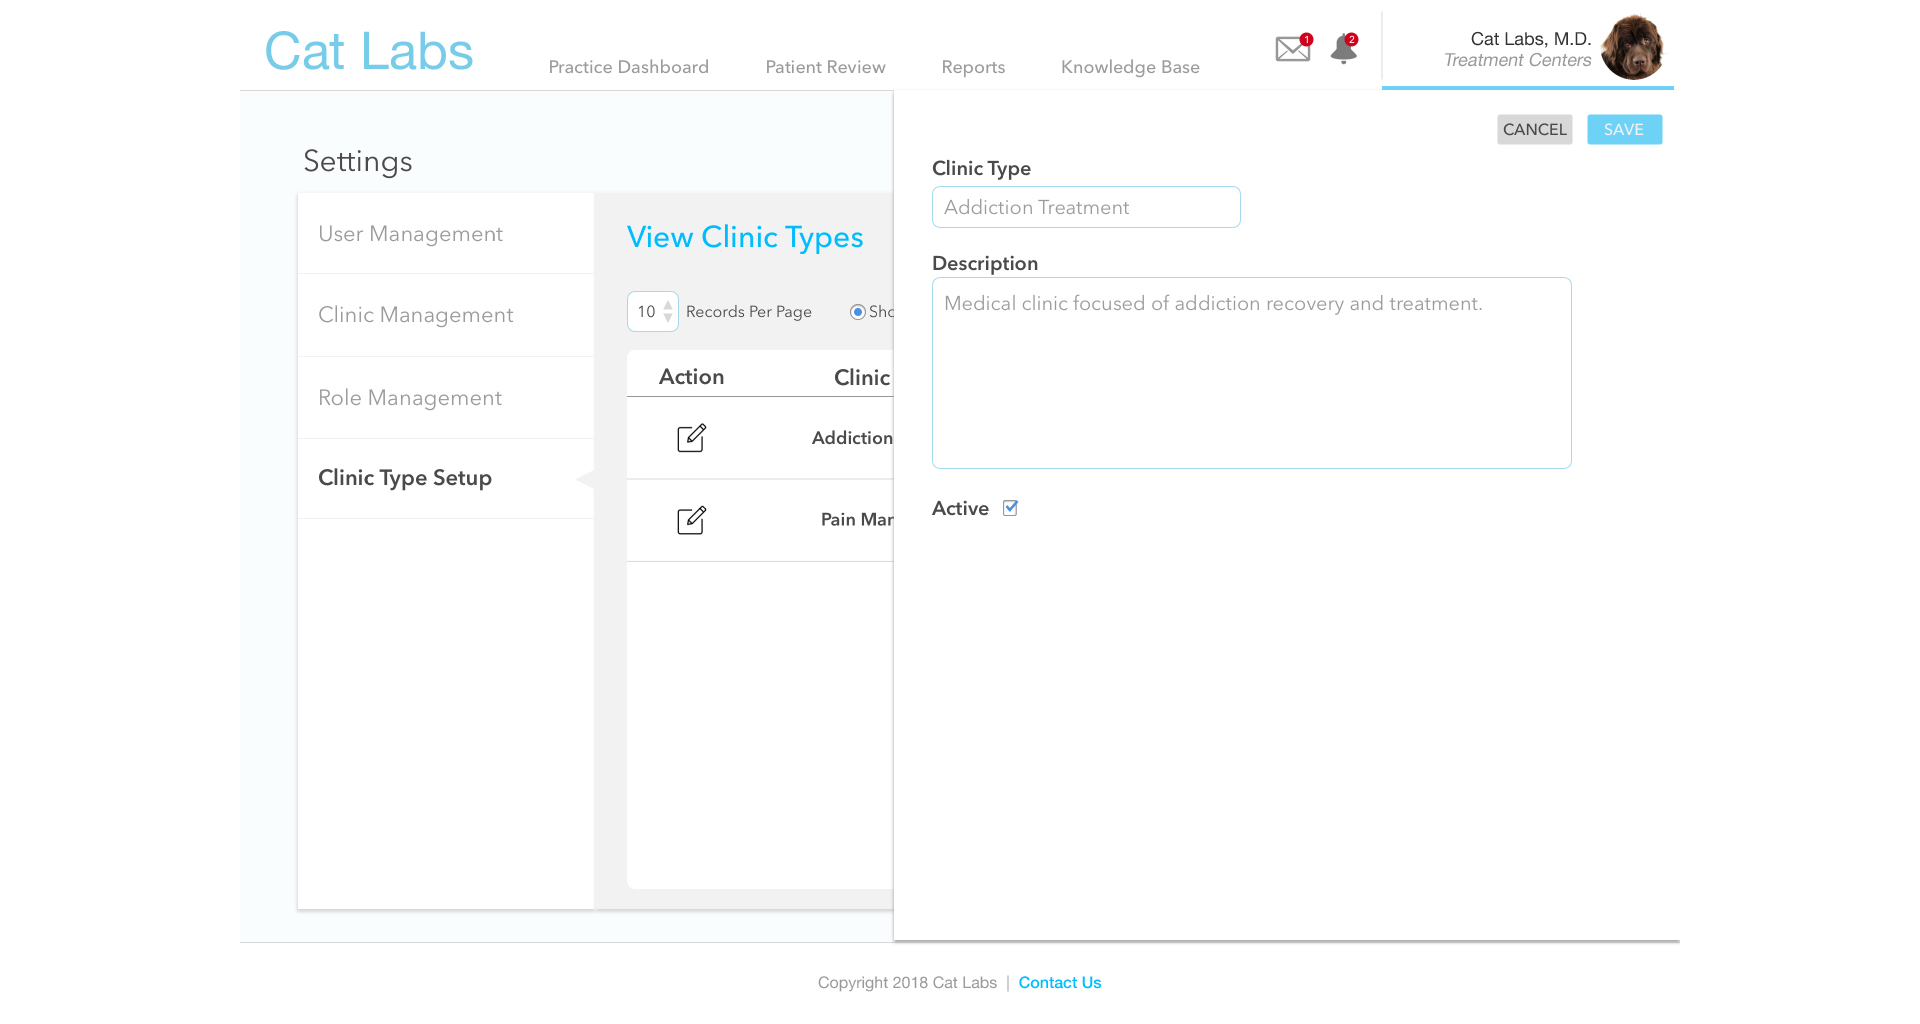 Cat Labs
Practice Dashboard
Patient Review
Reports
Knowledge Base
1
2
Cat Labs, M.D.
Treatment Centers
CANCEL
SAVE
Settings
User Management
Clinic Management
Role Management
Clinic Type Setup
View Clinic Types
10
Records Per Page
Sho
Action
Clinic
Addiction
Pain Mar
Clinic Type
Addiction Treatment
Description
Medical clinic focused of addiction recovery and treatment.
Active
Copyright 2018 Cat Labs | Contact Us